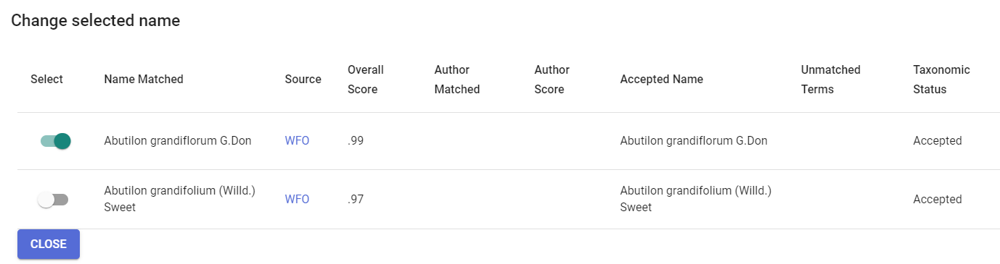 Change selected name
Select Name Matched Source Overall Score Author Matched Author Score Accepted Name Unmatched Terms Taxonomic Status
Abutilon grandiflorum G.Don WFO .99 Abutilon grandiflorum G.Don Accepted
Abutilon grandifolium (Willd.) Sweet WFO .97 Abutilon grandifolium (Willd.) Sweet Accepted
CLOSE